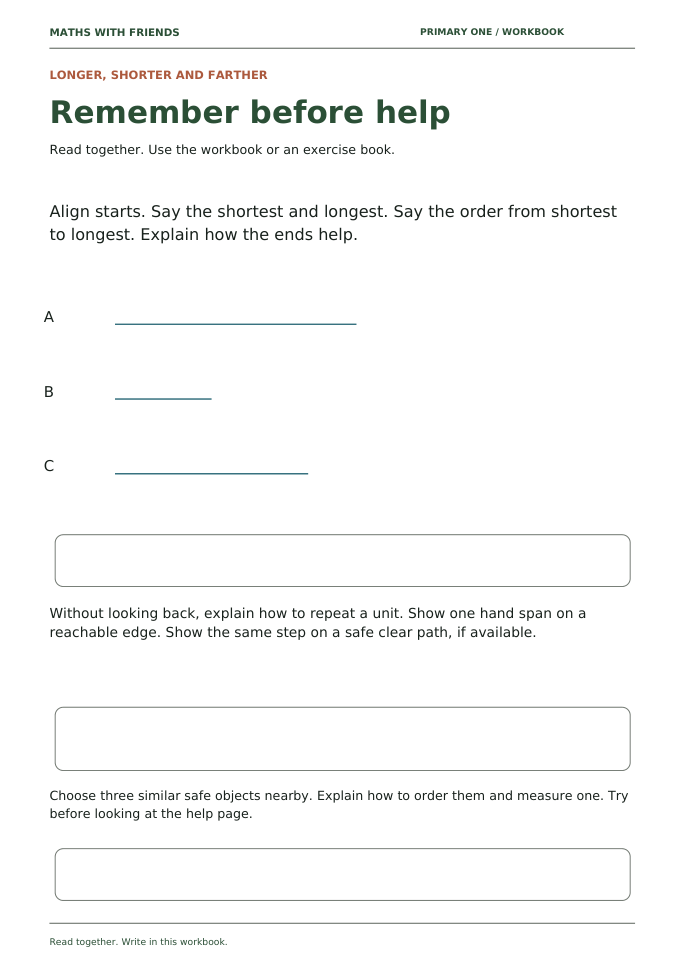 MATHS WITH FRIENDS
PRIMARY ONE / WORKBOOK
LONGER, SHORTER AND FARTHER
Remember before help
Read together. Use the workbook or an exercise book.
Align starts. Say the shortest and longest. Say the order from shortest
to longest. Explain how the ends help.
A
B
C
Without looking back, explain how to repeat a unit. Show one hand span on a
reachable edge. Show the same step on a safe clear path, if available.
Choose three similar safe objects nearby. Explain how to order them and measure one. Try
before looking at the help page.
Read together. Write in this workbook.